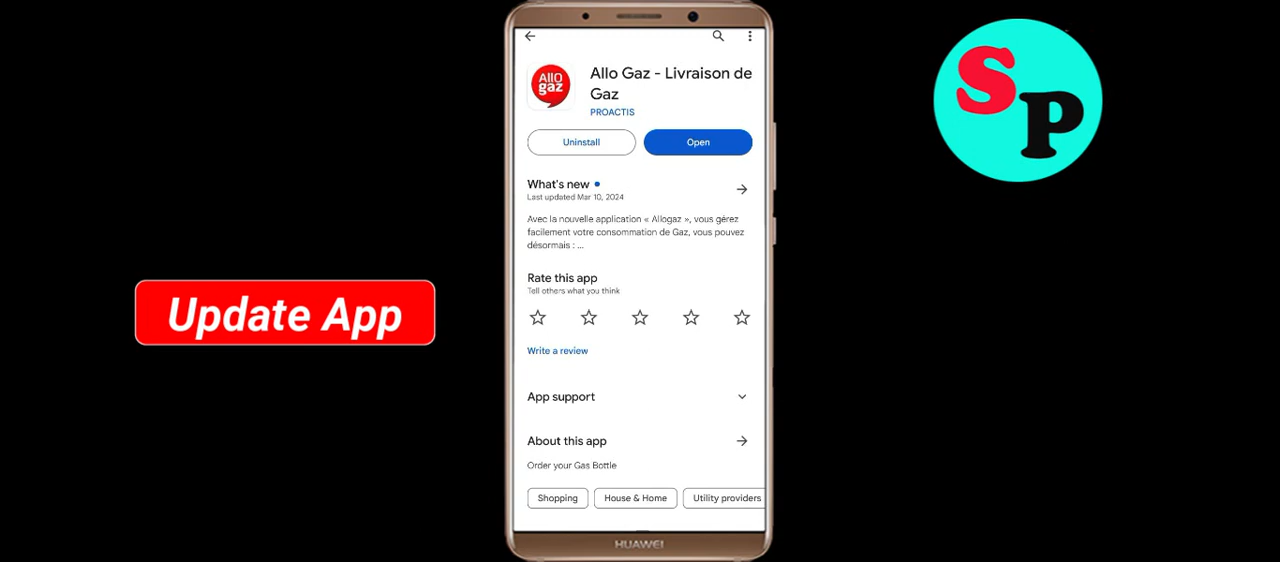 Allo Gaz - Livraison de
Gaz
PROACTIS
ALLO
gaz
Uninstall
Open
What's new
Last updated Mar 10, 2024
Avec la nouvelle application « Allogaz », vous gérez
facilement votre consommation de Gaz, vous pouvez
désormais : ...
Rate this app
Tell others what you think
Write a review
App support
About this app
Order your Gas Bottle
Shopping
House & Home
Utility providers
HUAWEI
Update App
SP